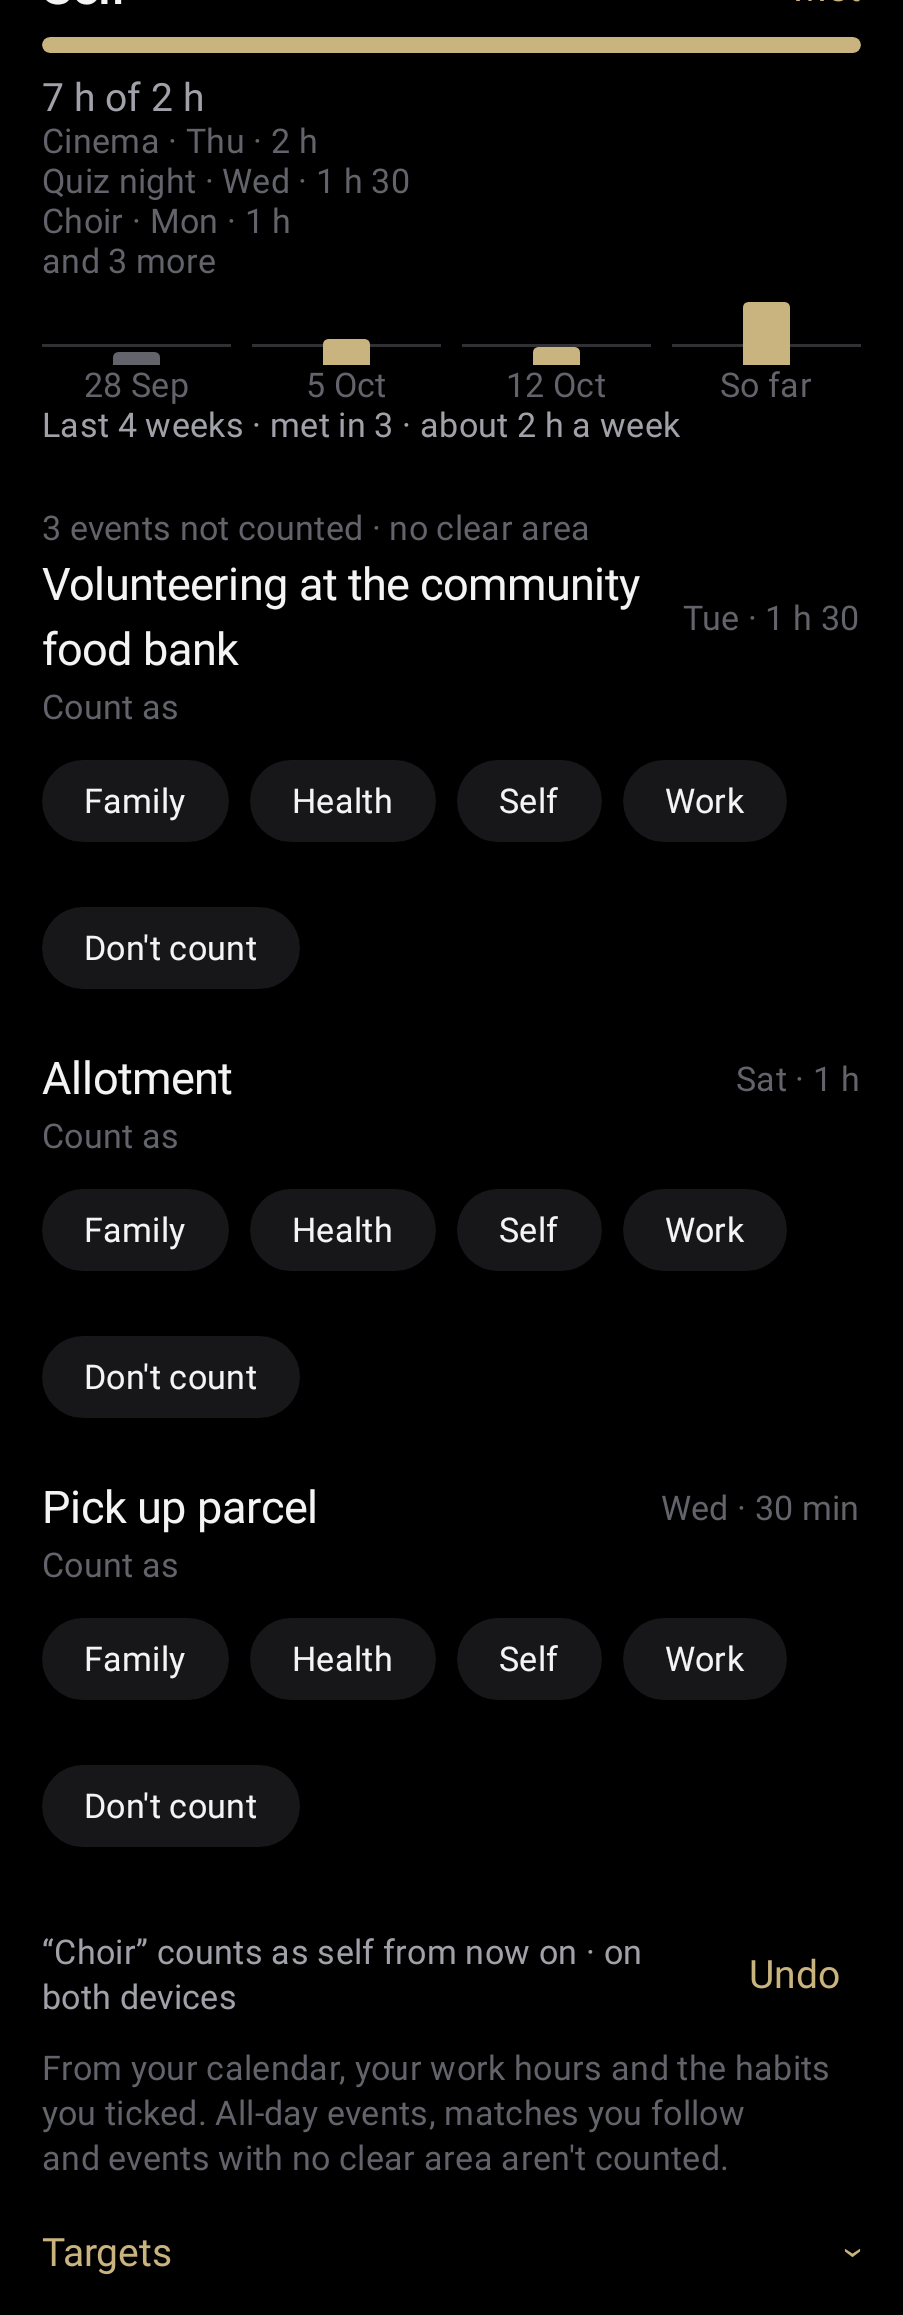 7 h of 2 h
Cinema · Thu · 2 h
Quiz night · Wed · 1 h 30
Choir · Mon · 1 h
and 3 more
28 Sep
5 Oct
12 Oct
So far
Last 4 weeks · met in 3 · about 2 h a week
3 events not counted · no clear area
Volunteering at the community
food bank
Tue · 1 h 30
Count as
Family
Health
Self
Work
Don't count
Allotment
Sat · 1 h
Count as
Family
Health
Self
Work
Don't count
Pick up parcel
Wed · 30 min
Count as
Family
Health
Self
Work
Don't count
“Choir” counts as self from now on · on
both devices
Undo
From your calendar, your work hours and the habits
you ticked. All-day events, matches you follow
and events with no clear area aren't counted.
Targets